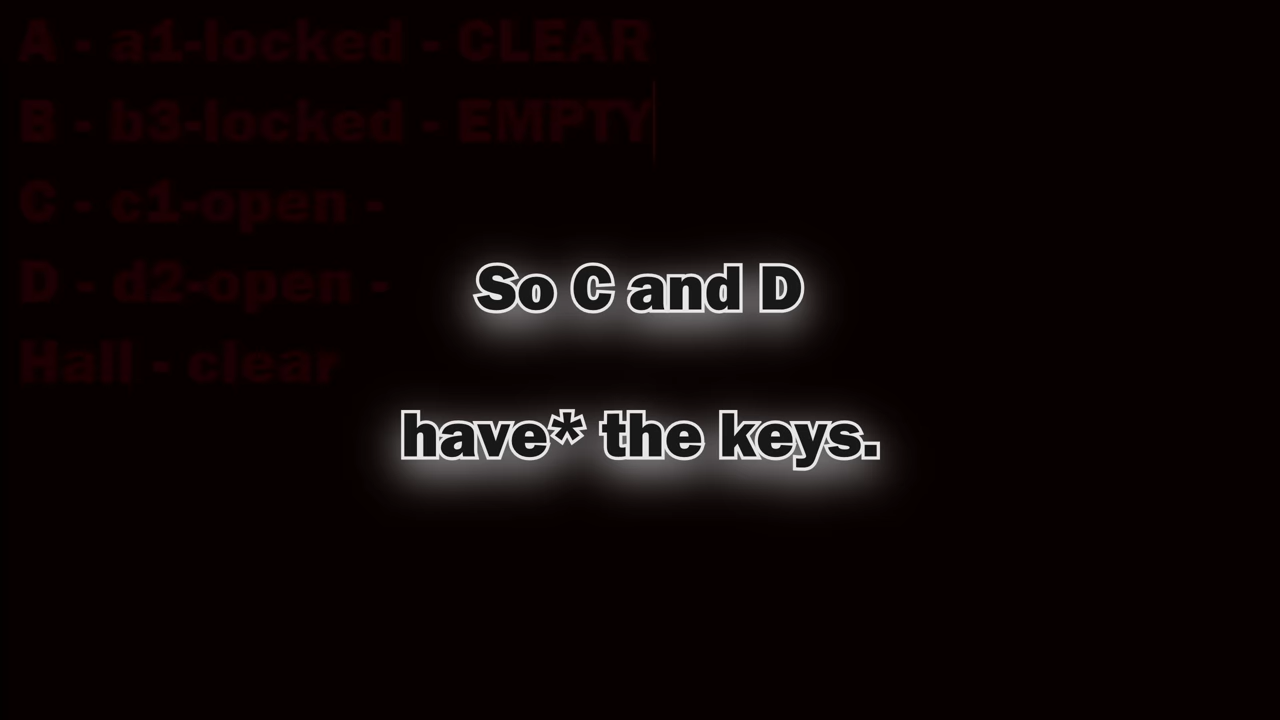 A - a1-locked - CLEAR
B - b3-locked - EMPTY
C - c1-open -
D - d2-open -
Hall - clear
So C and D
have* the keys.